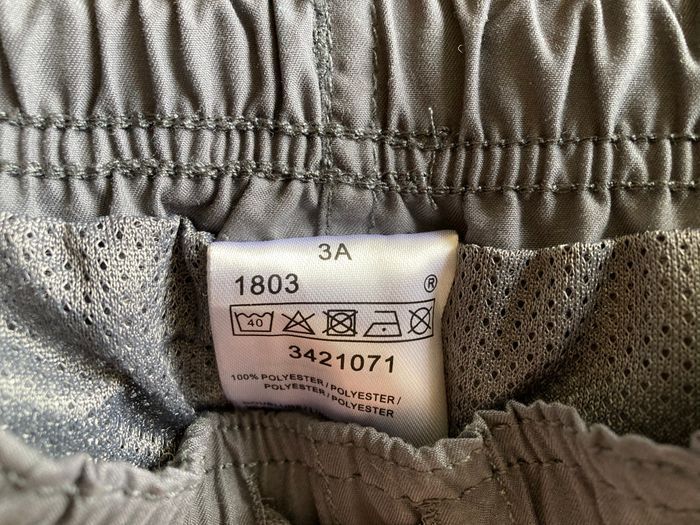 3A
1803 ®
40
3421071
100% POLYESTER / POLYESTER /
POLYESTER / POLYESTER